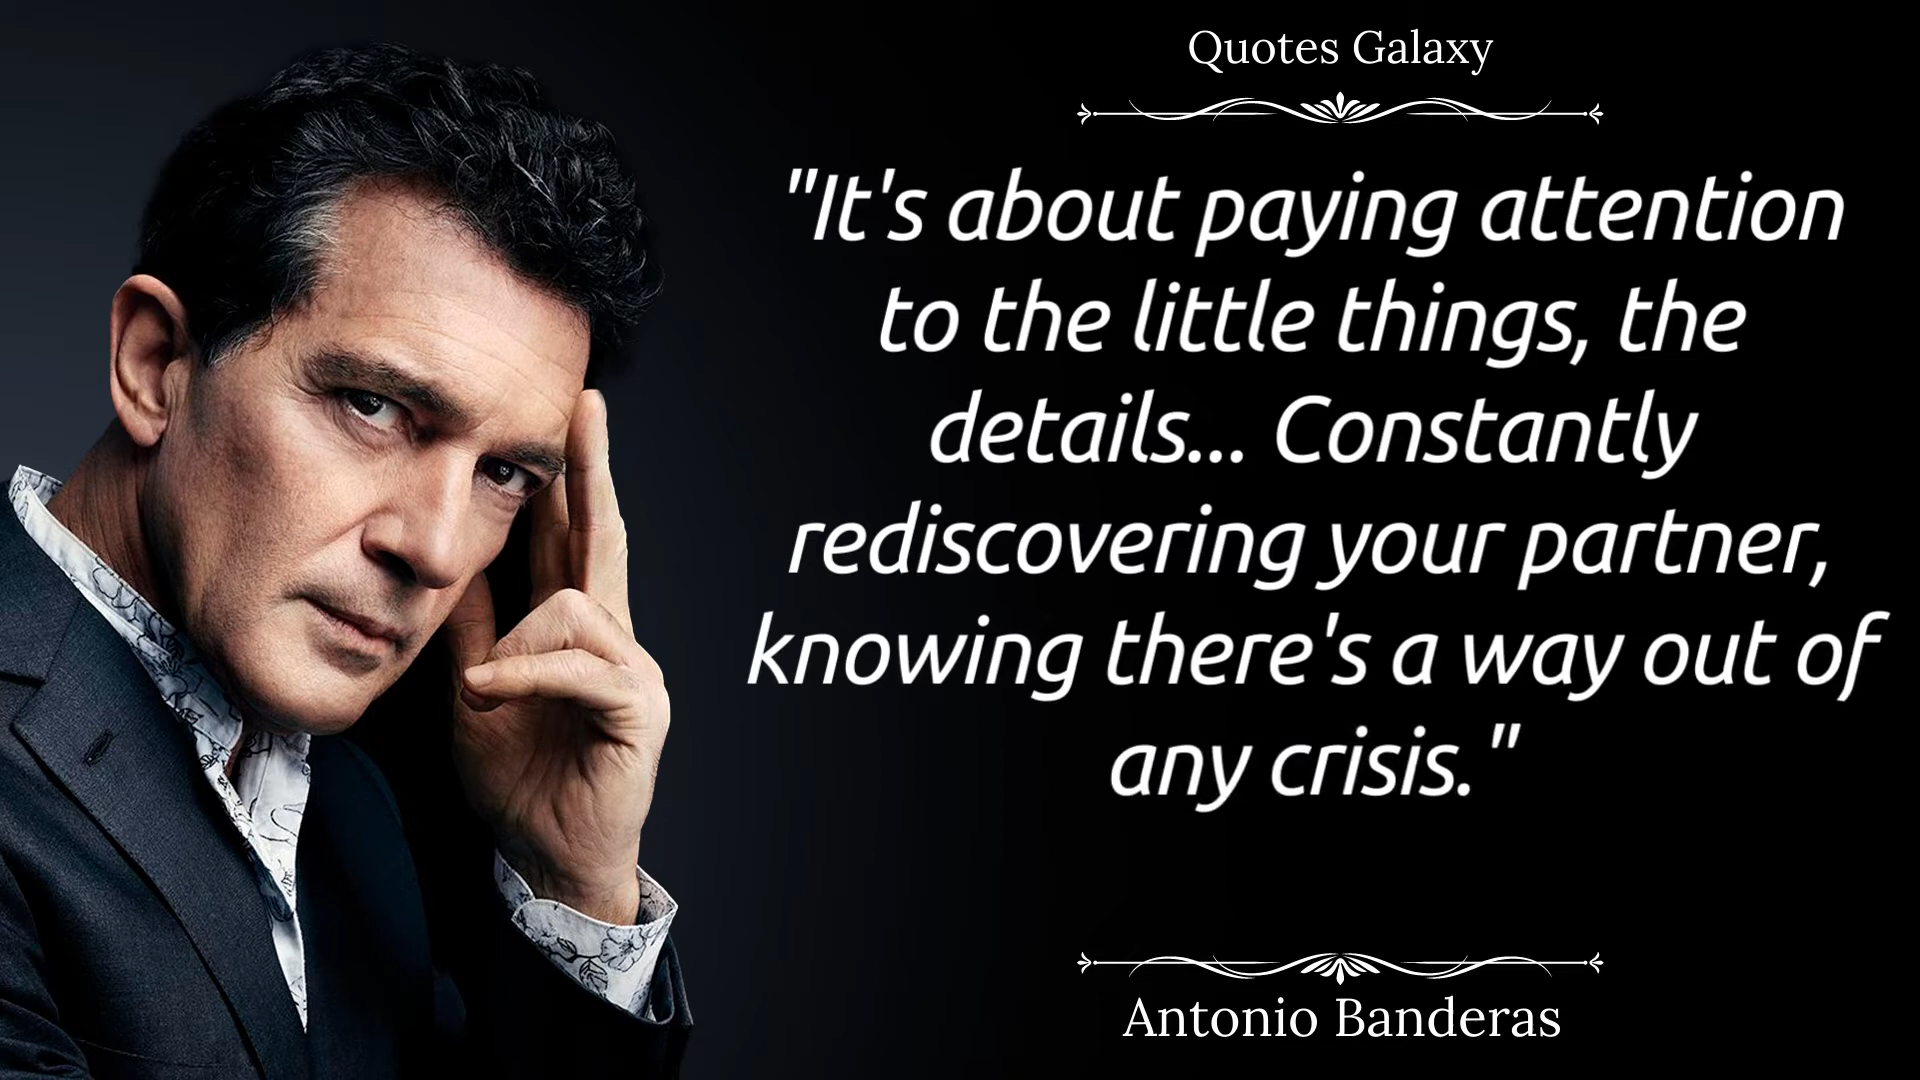 Quotes Galaxy
"It's about paying attention
to the little things, the
details... Constantly
rediscovering your partner,
knowing there's a way out of
any crisis."
Antonio Banderas